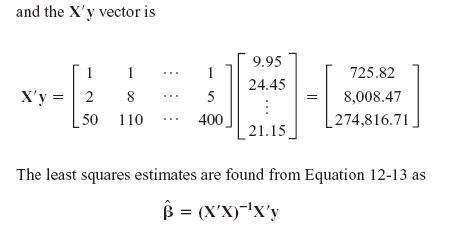 and the X'y vector is
1 1 ⋯ 1 9.95 725.82
24.45
X'y = 2 8 ⋯ 5 = 8,008.47
⋮
50 110 ⋯ 400 274,816.71
21.15
The least squares estimates are found from Equation 12-13 as
β̂ = (X'X)⁻¹X'y